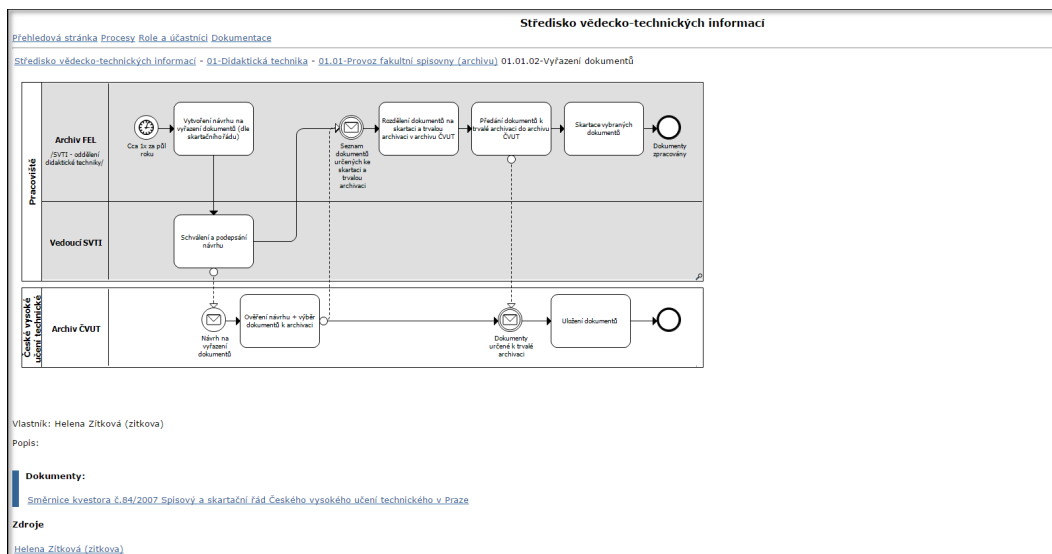 Středisko vědecko-technických informací
Přehledová stránka Procesy Role a účastníci Dokumentace
Středisko vědecko-technických informací - 01-Didaktická technika - 01.01-Provoz fakultní spisovny (archivu) 01.01.02-Vyřazení dokumentů
Pracoviště
Archiv FEL
/SVTI - oddělení
didaktické techniky/
Cca 1x za půl
roku
Vytvoření návrhu na
vyřazení dokumentů (dle
skartačního řádu)
Seznam
dokumentů
určených ke
skartaci a
trvalou
archivaci
Rozdělení dokumentů na
skartaci a trvalou
archivaci v archivu ČVUT
Předání dokumentů k
trvalé archivaci do archivu
ČVUT
Skartace vybraných
dokumentů
Dokumenty
zpracovány
Vedoucí SVTI
Schválení a podepsání
návrhu
České vysoké
učení technické
Archiv ČVUT
Návrh na
vyřazení
dokumentů
Ověření návrhu + výběr
dokumentů k archivaci
Dokumenty
určené k trvalé
archivaci
Uložení dokumentů
Vlastník: Helena Zítková (zitkova)
Popis:
Dokumenty:
Směrnice kvestora č.84/2007 Spisový a skartační řád Českého vysokého učení technického v Praze
Zdroje
Helena Zítková (zitkova)